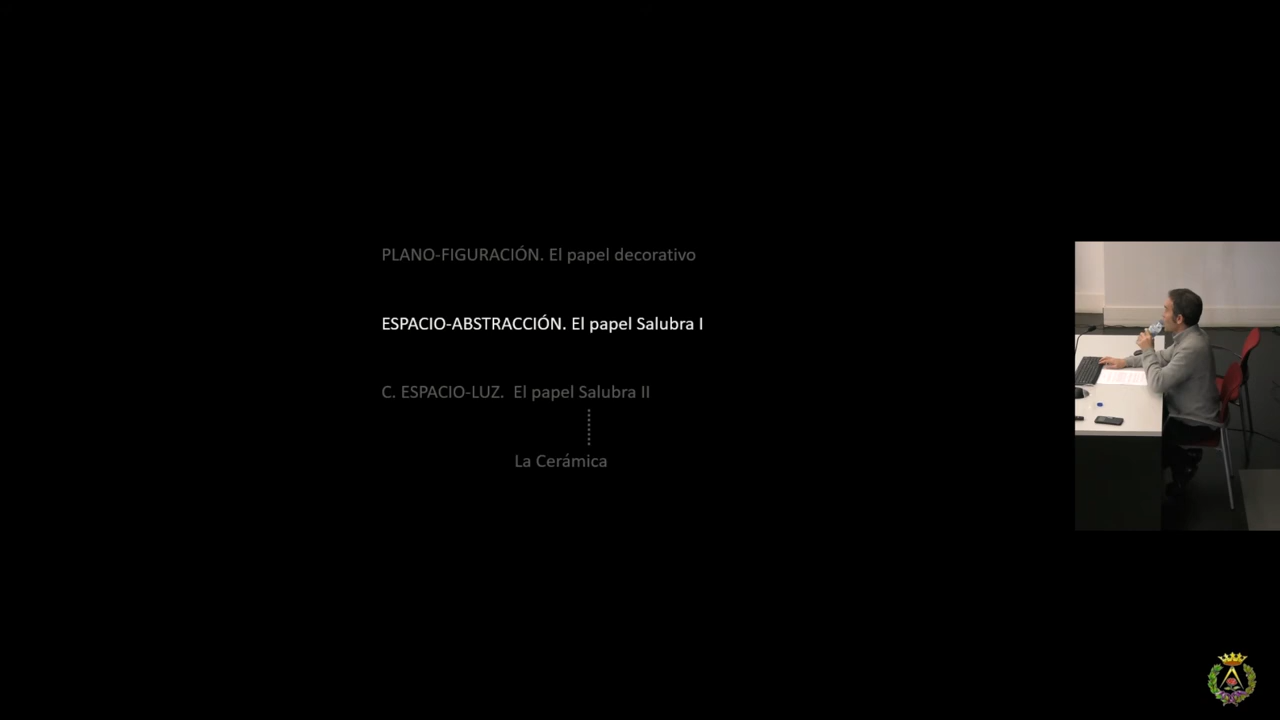 PLANO-FIGURACIÓN. El papel decorativo
ESPACIO-ABSTRACCIÓN. El papel Salubra I
C. ESPACIO-LUZ.  El papel Salubra II
La Cerámica